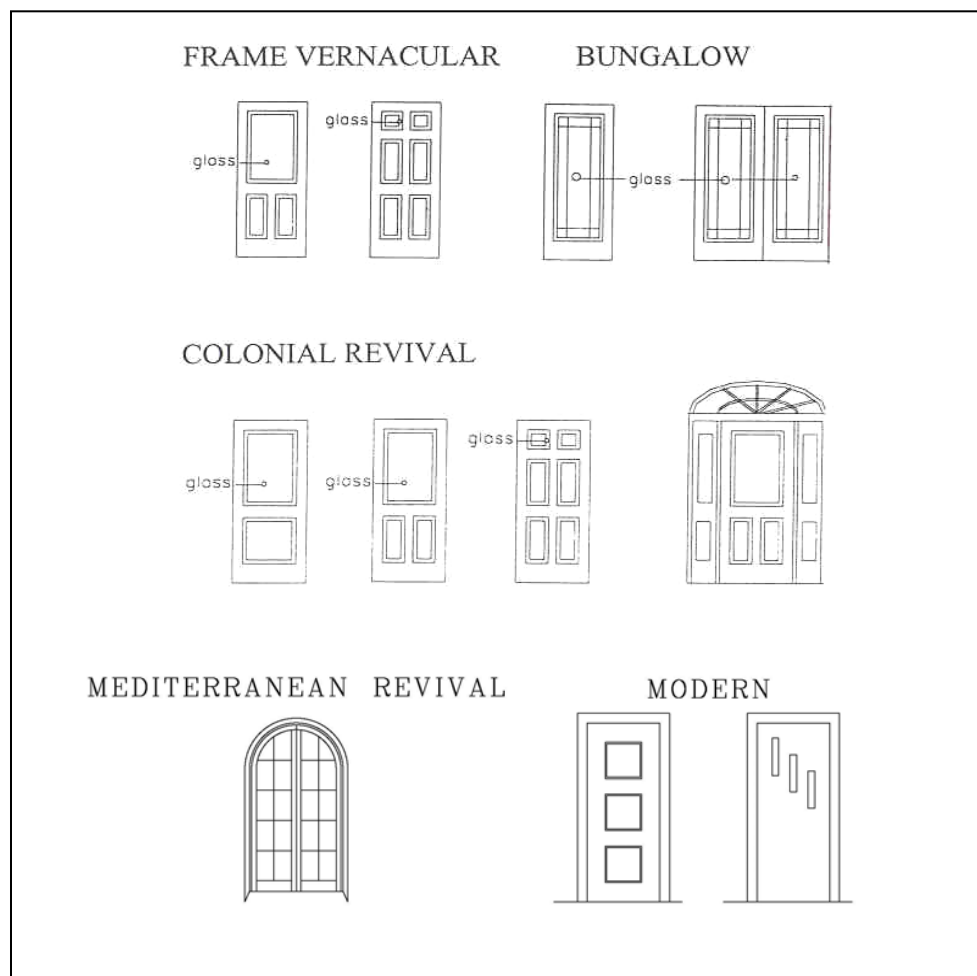 FRAME VERNACULAR
BUNGALOW
glass
glass
glass
COLONIAL REVIVAL
glass
glass
glass
MEDITERRANEAN REVIVAL
MODERN